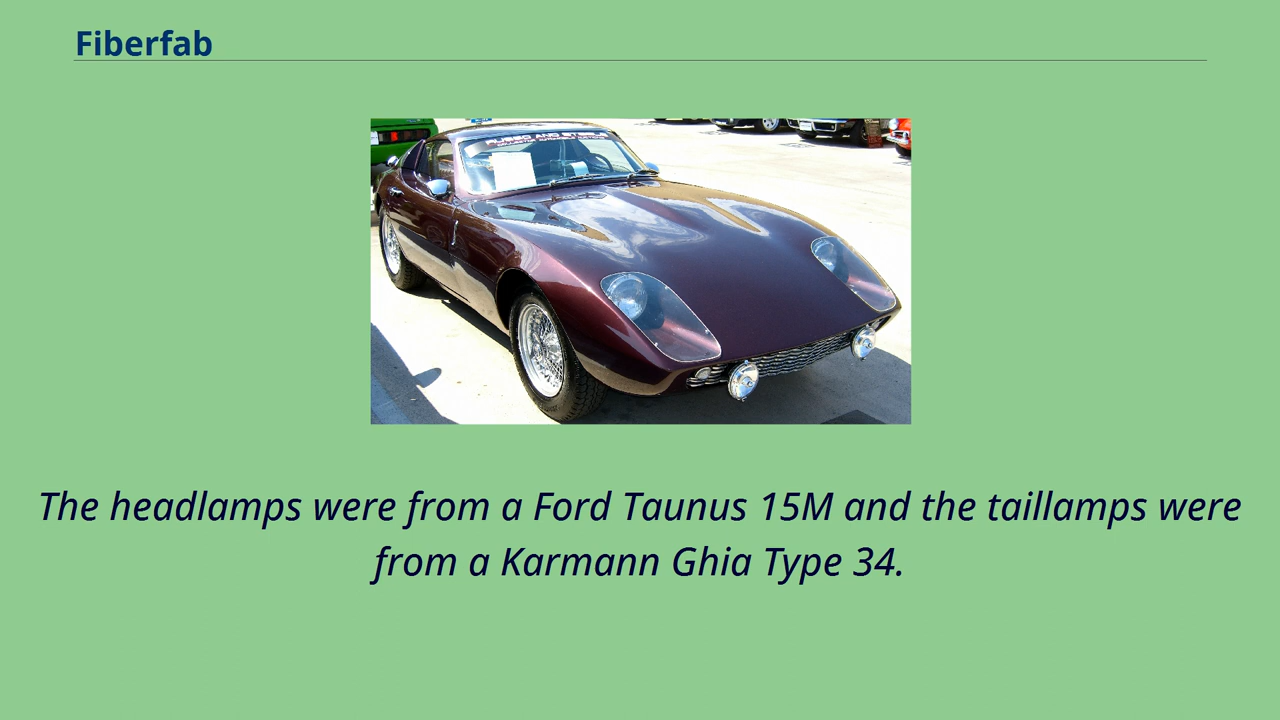 Fiberfab
The headlamps were from a Ford Taunus 15M and the taillamps were
from a Karmann Ghia Type 34.